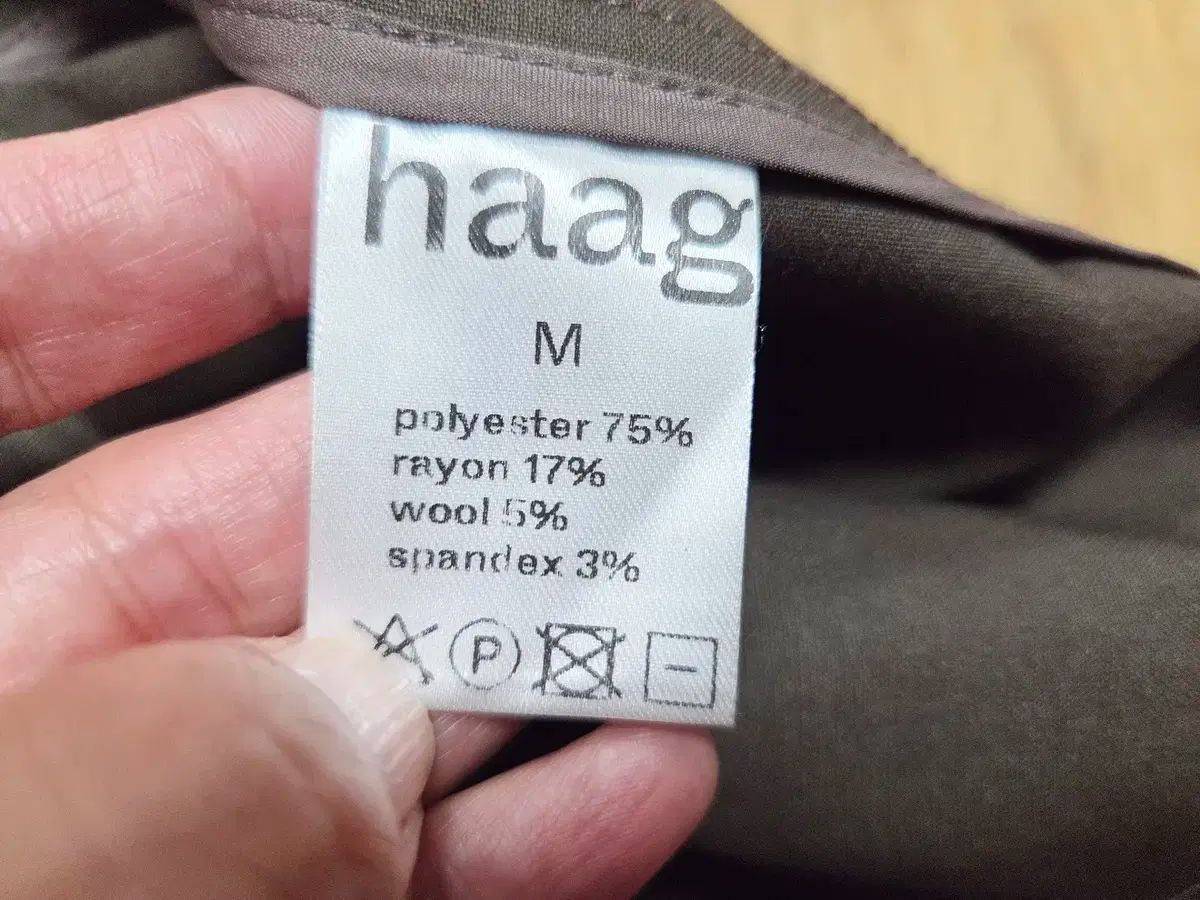 haag
M
polyester 75%
rayon 17%
wool 5%
spandex 3%
P